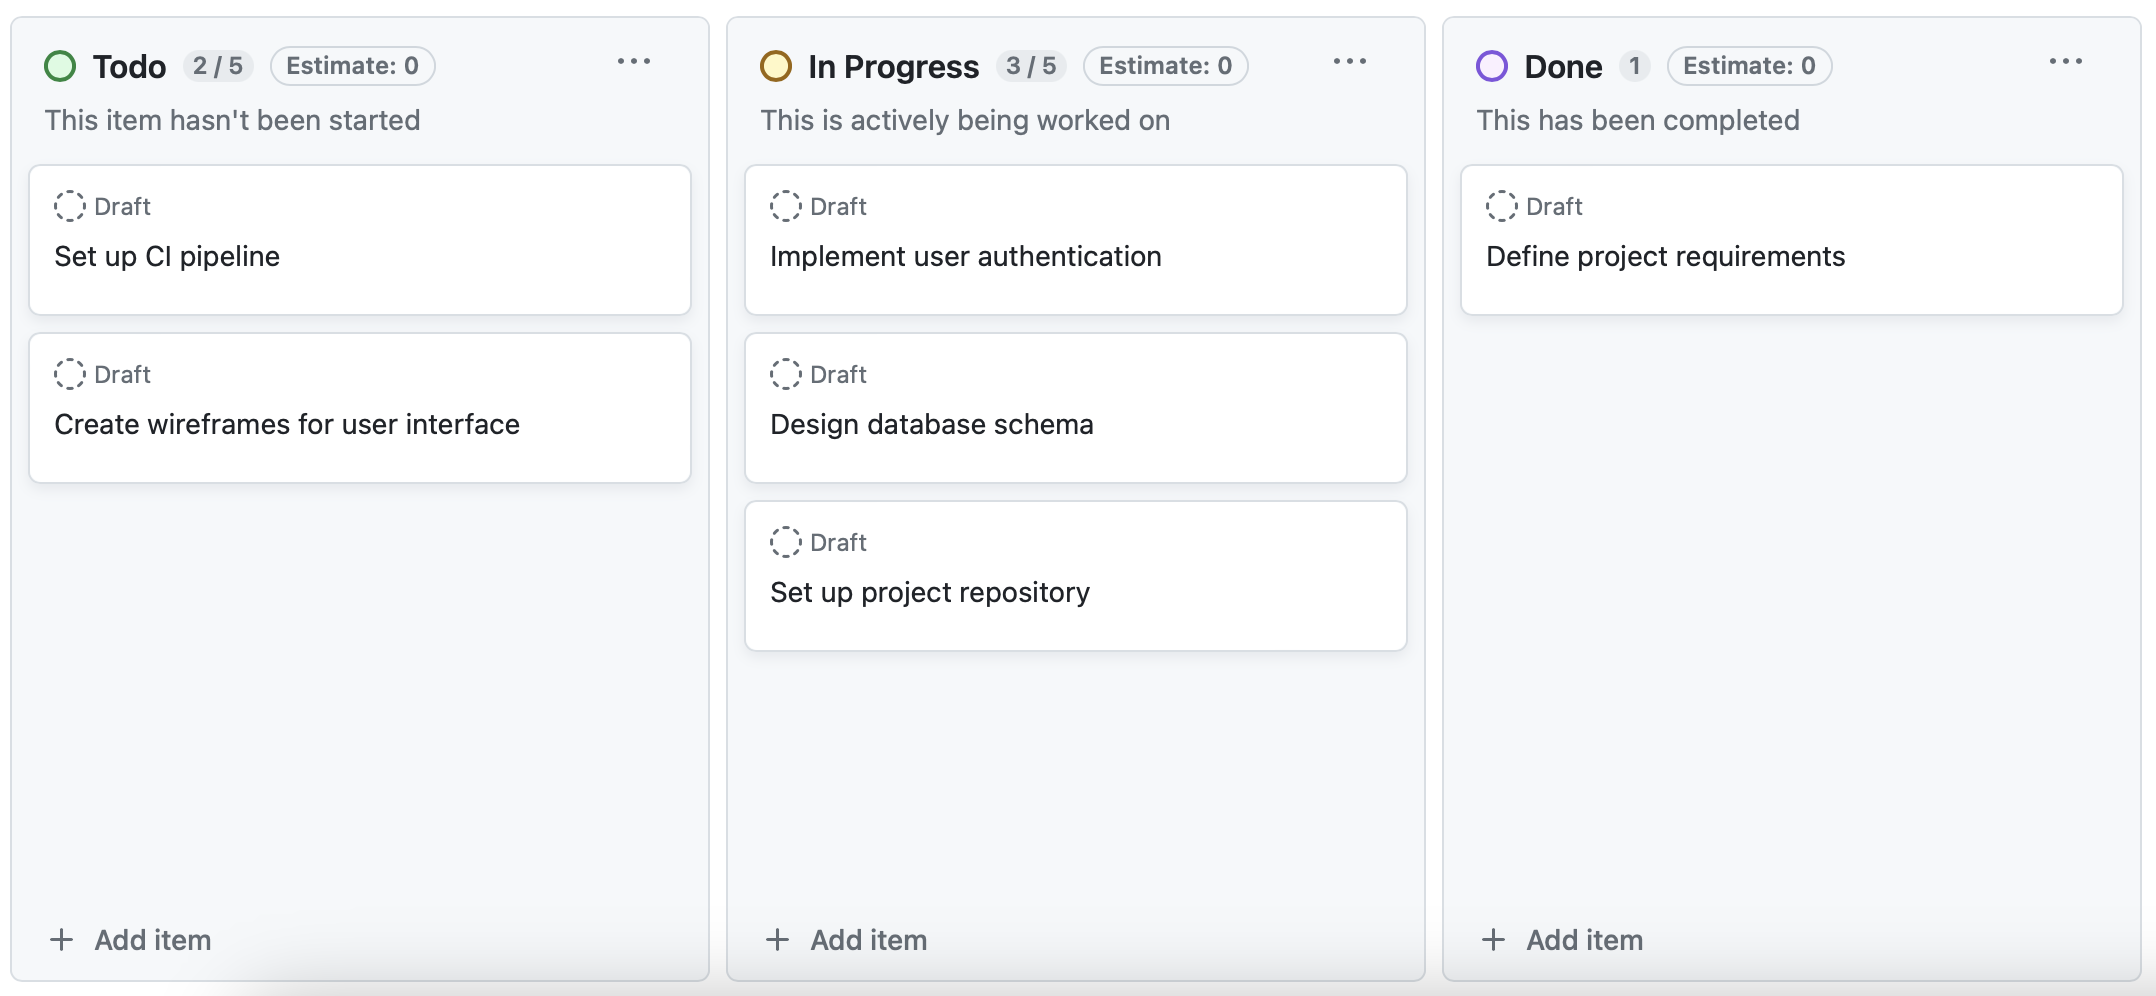 Todo 2 / 5 Estimate: 0
This item hasn't been started
Draft
Set up CI pipeline
Draft
Create wireframes for user interface
+ Add item
In Progress 3 / 5 Estimate: 0
This is actively being worked on
Draft
Implement user authentication
Draft
Design database schema
Draft
Set up project repository
+ Add item
Done 1 Estimate: 0
This has been completed
Draft
Define project requirements
+ Add item